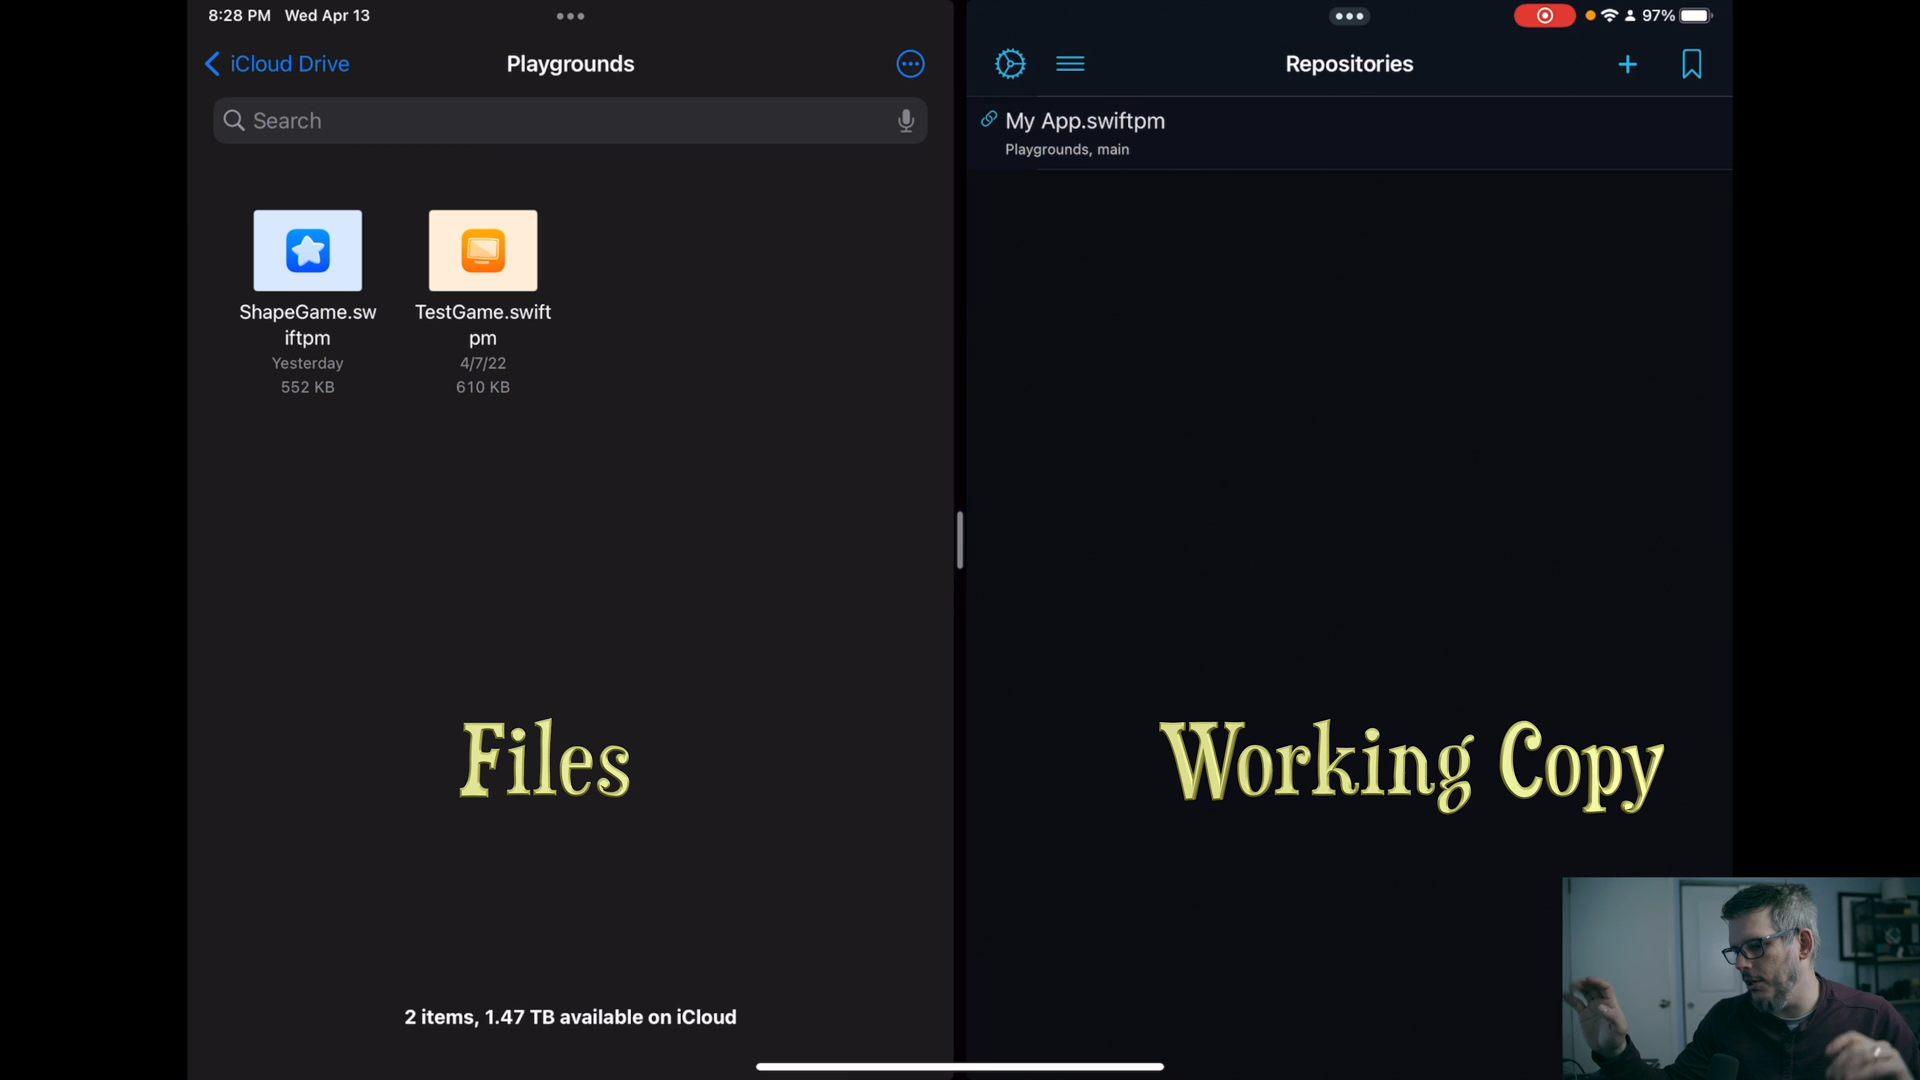 8:28 PM Wed Apr 13
97%
iCloud Drive
Playgrounds
Repositories
Search
My App.swiftpm
Playgrounds, main
ShapeGame.sw
iftpm
Yesterday
552 KB
TestGame.swift
pm
4/7/22
610 KB
Files
Working Copy
2 items, 1.47 TB available on iCloud